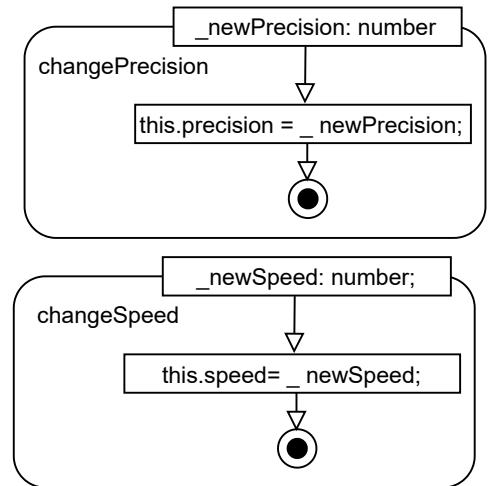 _newPrecision: number
changePrecision
this.precision = _ newPrecision;
_newSpeed: number;
changeSpeed
this.speed= _ newSpeed;